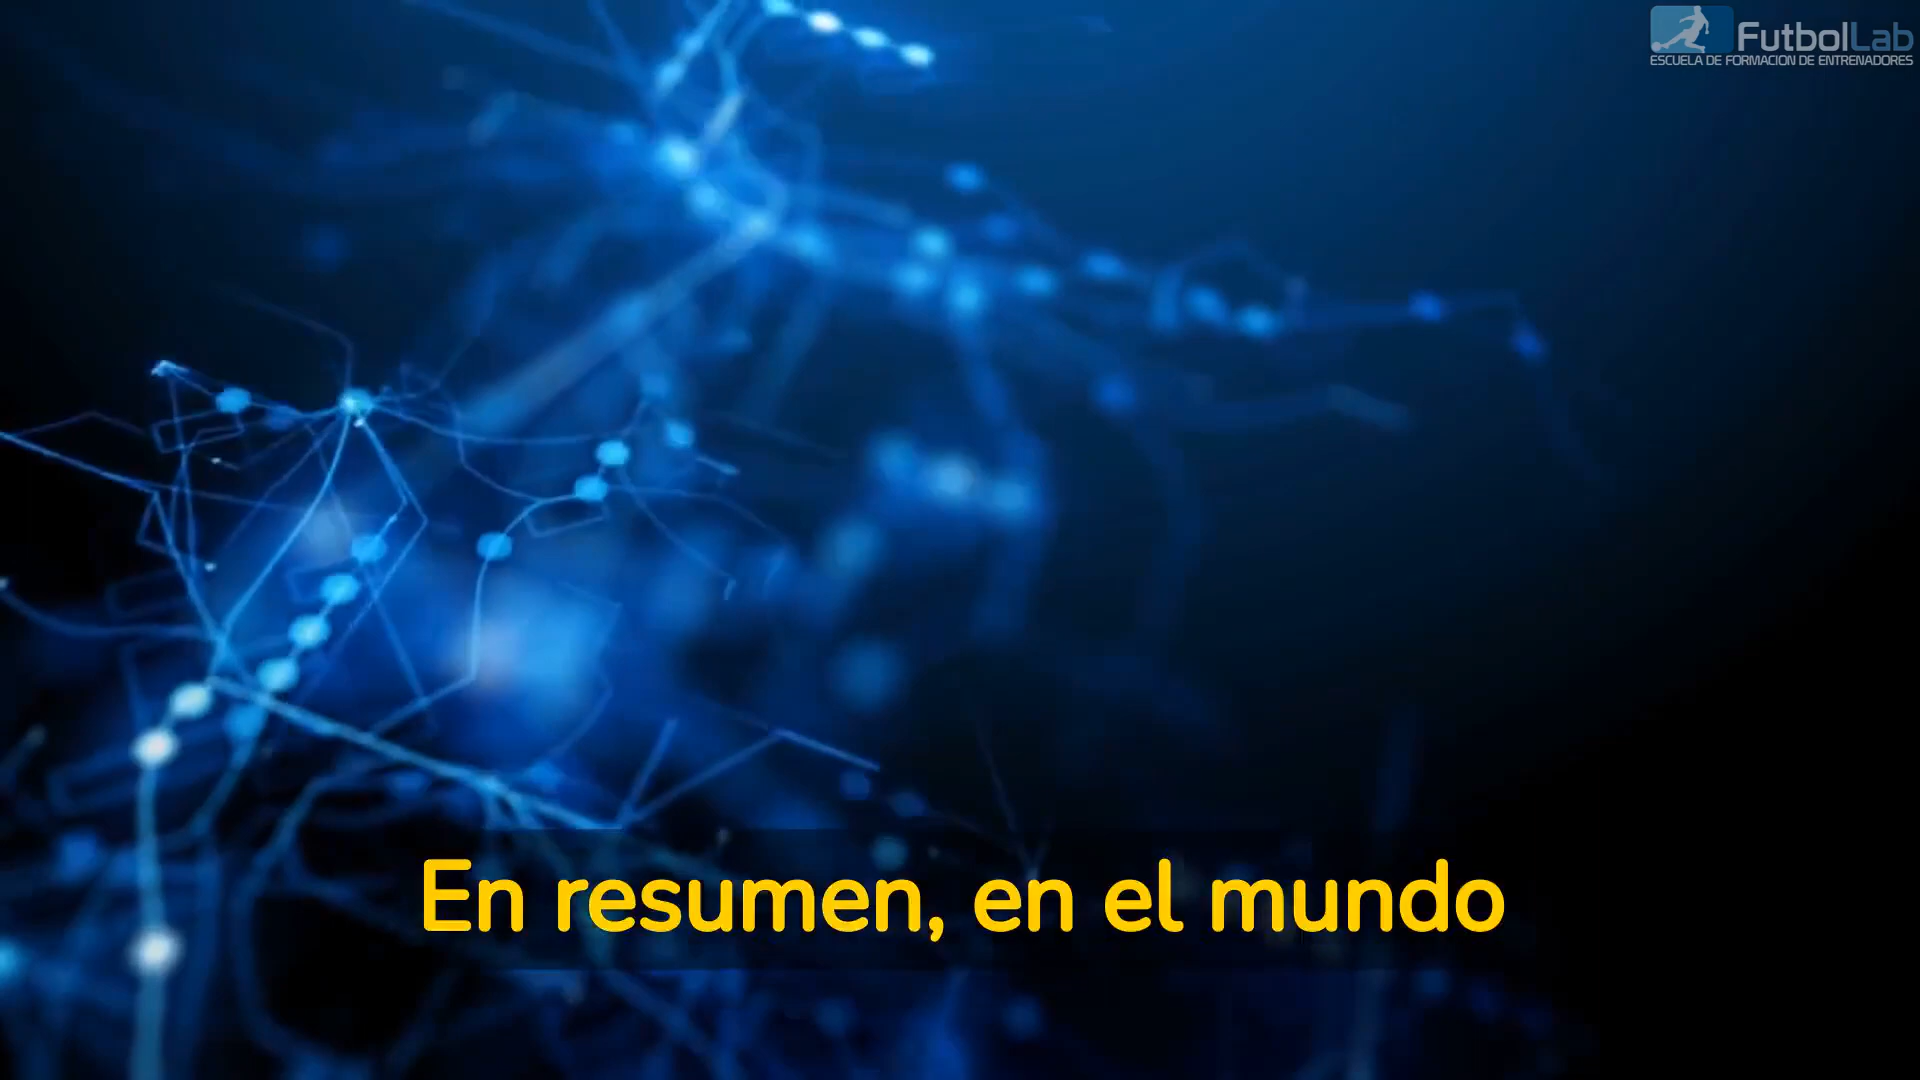 FutbolLab
ESCUELA DE FORMACION DE ENTRENADORES
En resumen, en el mundo